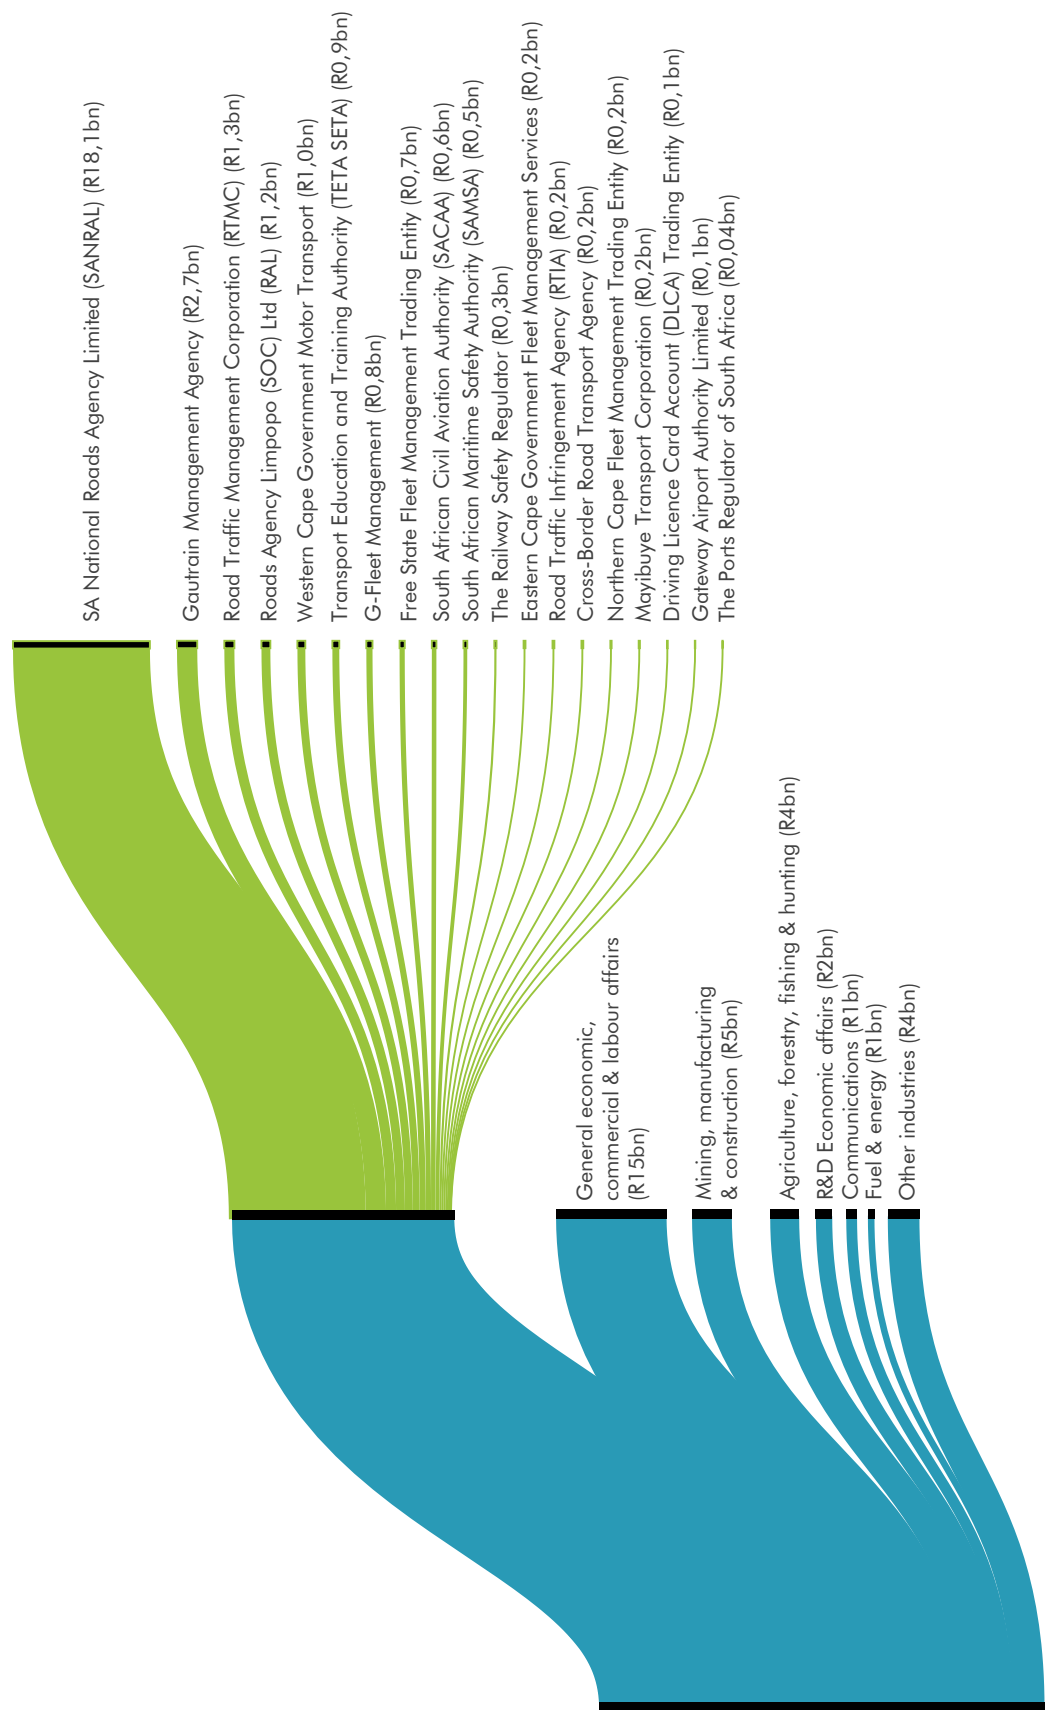 SA National Roads Agency Limited (SANRAL) (R18,1bn)
Gautrain Management Agency (R2,7bn)
Road Traffic Management Corporation (RTMC) (R1,3bn)
Roads Agency Limpopo (SOC) Ltd (RAL) (R1,2bn)
Western Cape Government Motor Transport (R1,0bn)
Transport Education and Training Authority (TETA SETA) (R0,9bn)
G-Fleet Management (R0,8bn)
Free State Fleet Management Trading Entity (R0,7bn)
South African Civil Aviation Authority (SACAA) (R0,6bn)
South African Maritime Safety Authority (SAMSA) (R0,5bn)
The Railway Safety Regulator (R0,3bn)
Eastern Cape Government Fleet Management Services (R0,2bn)
Road Traffic Infringement Agency (RTIA) (R0,2bn)
Cross-Border Road Transport Agency (R0,2bn)
Northern Cape Fleet Management Trading Entity (R0,2bn)
Mayibuye Transport Corporation (R0,2bn)
Driving Licence Card Account (DLCA) Trading Entity (R0,1bn)
Gateway Airport Authority Limited (R0,1bn)
The Ports Regulator of South Africa (R0,04bn)
General economic,
commercial & labour affairs
(R15bn)
Mining, manufacturing
& construction (R5bn)
Agriculture, forestry, fishing & hunting (R4bn)
R&D Economic affairs (R2bn)
Communications (R1bn)
Fuel & energy (R1bn)
Other industries (R4bn)